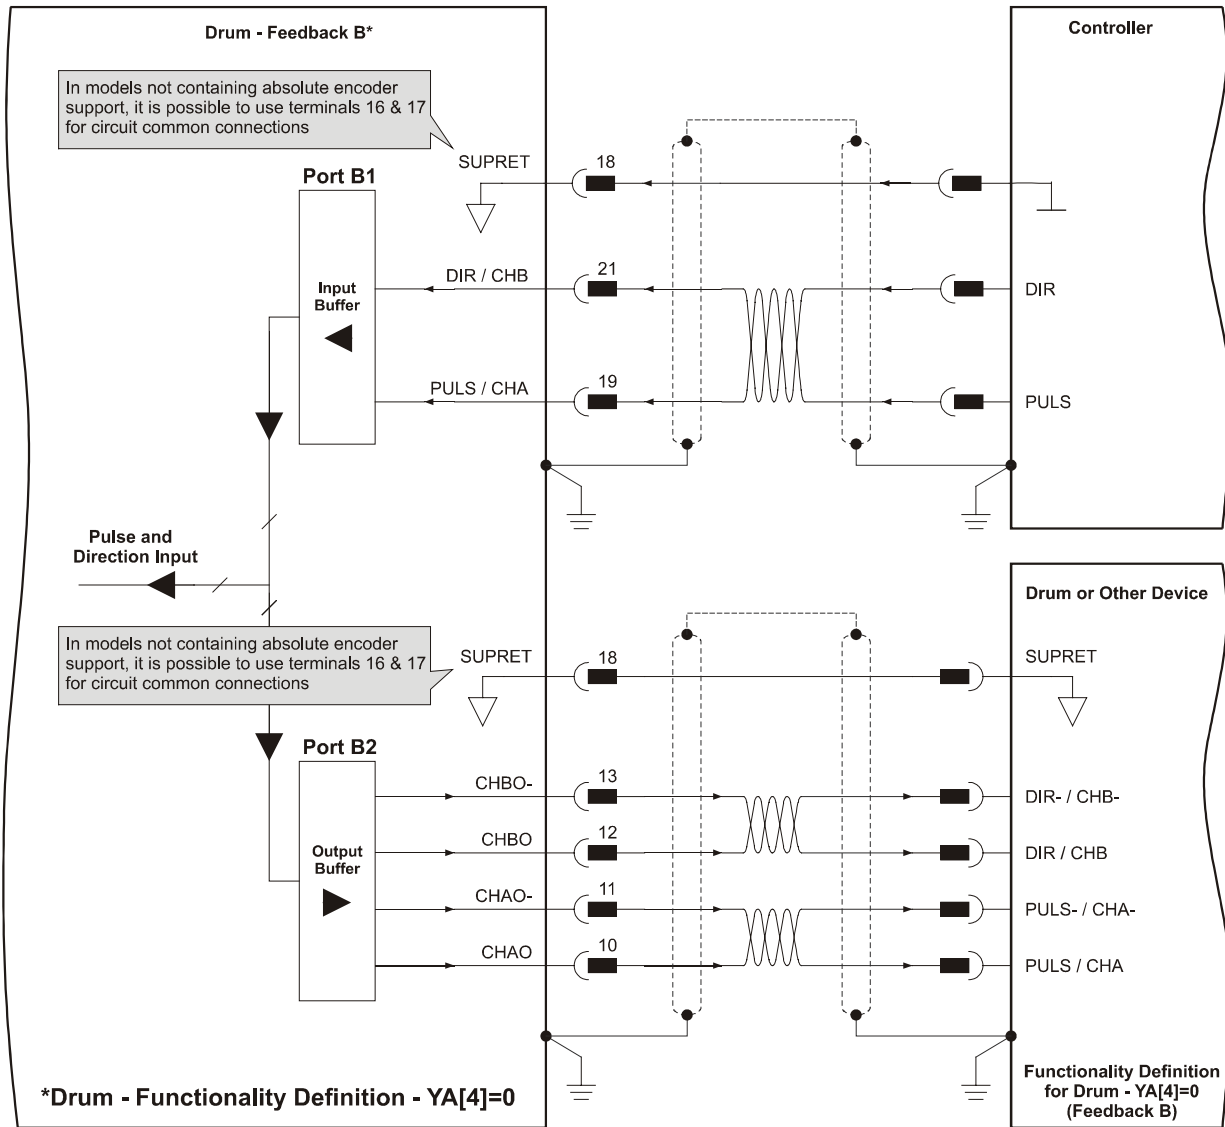 Drum - Feedback B*
Controller
In models not containing absolute encoder
support, it is possible to use terminals 16 & 17
for circuit common connections
SUPRET
18
Port B1
DIR / CHB
21
Input
Buffer
DIR
PULS / CHA
19
PULS
Pulse and
Direction Input
Drum or Other Device
In models not containing absolute encoder
support, it is possible to use terminals 16 & 17
for circuit common connections
SUPRET
18
SUPRET
Port B2
CHBO-
13
DIR- / CHB-
CHBO
12
DIR / CHB
Output
Buffer
CHAO-
11
PULS- / CHA-
CHAO
10
PULS / CHA
*Drum - Functionality Definition - YA[4]=0
Functionality Definition
for Drum - YA[4]=0
(Feedback B)